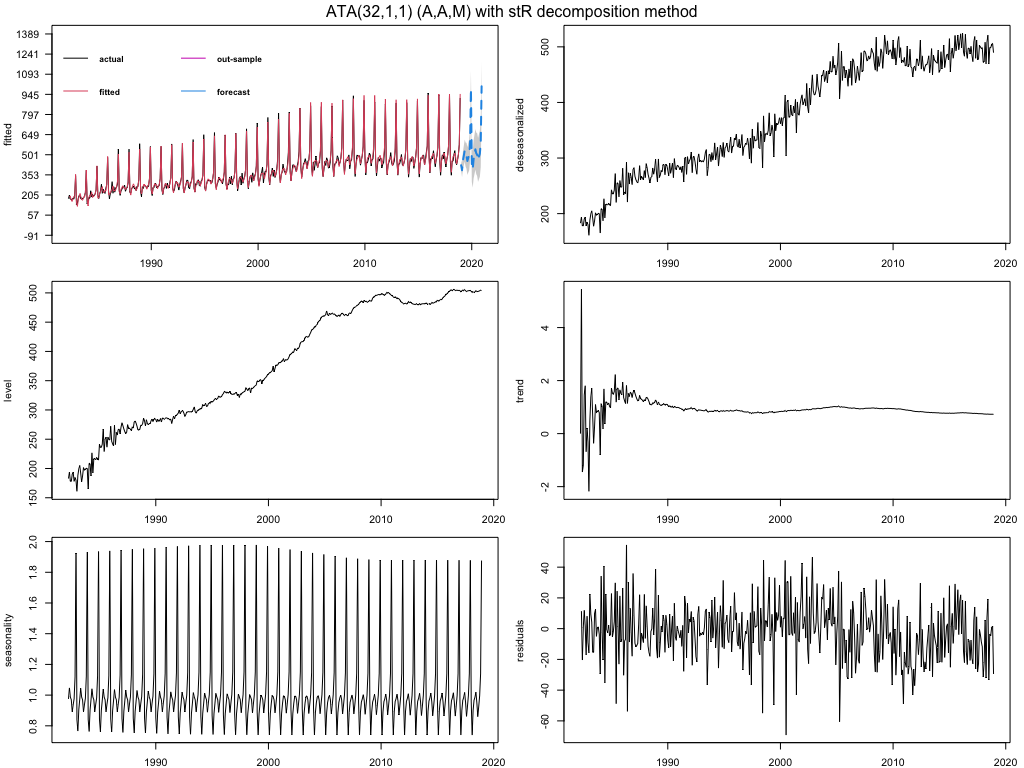 ATA(32,1,1) (A,A,M) with stR decomposition method
fitted
1389
1241
1093
945
797
649
501
353
205
57
-91
actual
out-sample
fitted
forecast
1990 2000 2010 2020
deseasonalized
500
400
300
200
1990 2000 2010 2020
level
500
450
400
350
300
250
200
150
1990 2000 2010 2020
trend
4
2
0
-2
1990 2000 2010 2020
seasonality
2.0
1.8
1.6
1.4
1.2
1.0
0.8
1990 2000 2010 2020
residuals
40
20
0
-20
-40
-60
1990 2000 2010 2020